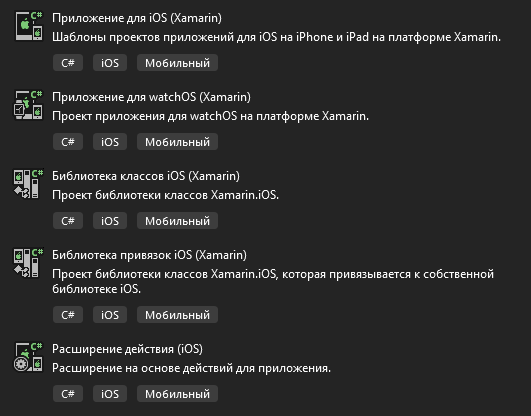 C#
Приложение для iOS (Xamarin)
Шаблоны проектов приложений для iOS на iPhone и iPad на платформе Xamarin.
C# iOS Мобильный
C#
Приложение для watchOS (Xamarin)
Проект приложения для watchOS на платформе Xamarin.
C# iOS Мобильный
C#
Библиотека классов iOS (Xamarin)
Проект библиотеки классов Xamarin.iOS.
C# iOS Мобильный
C#
Библиотека привязок iOS (Xamarin)
Проект библиотеки классов Xamarin.iOS, которая привязывается к собственной
библиотеке iOS.
C# iOS Мобильный
C#
Расширение действия (iOS)
Расширение на основе действий для приложения.
C# iOS Мобильный